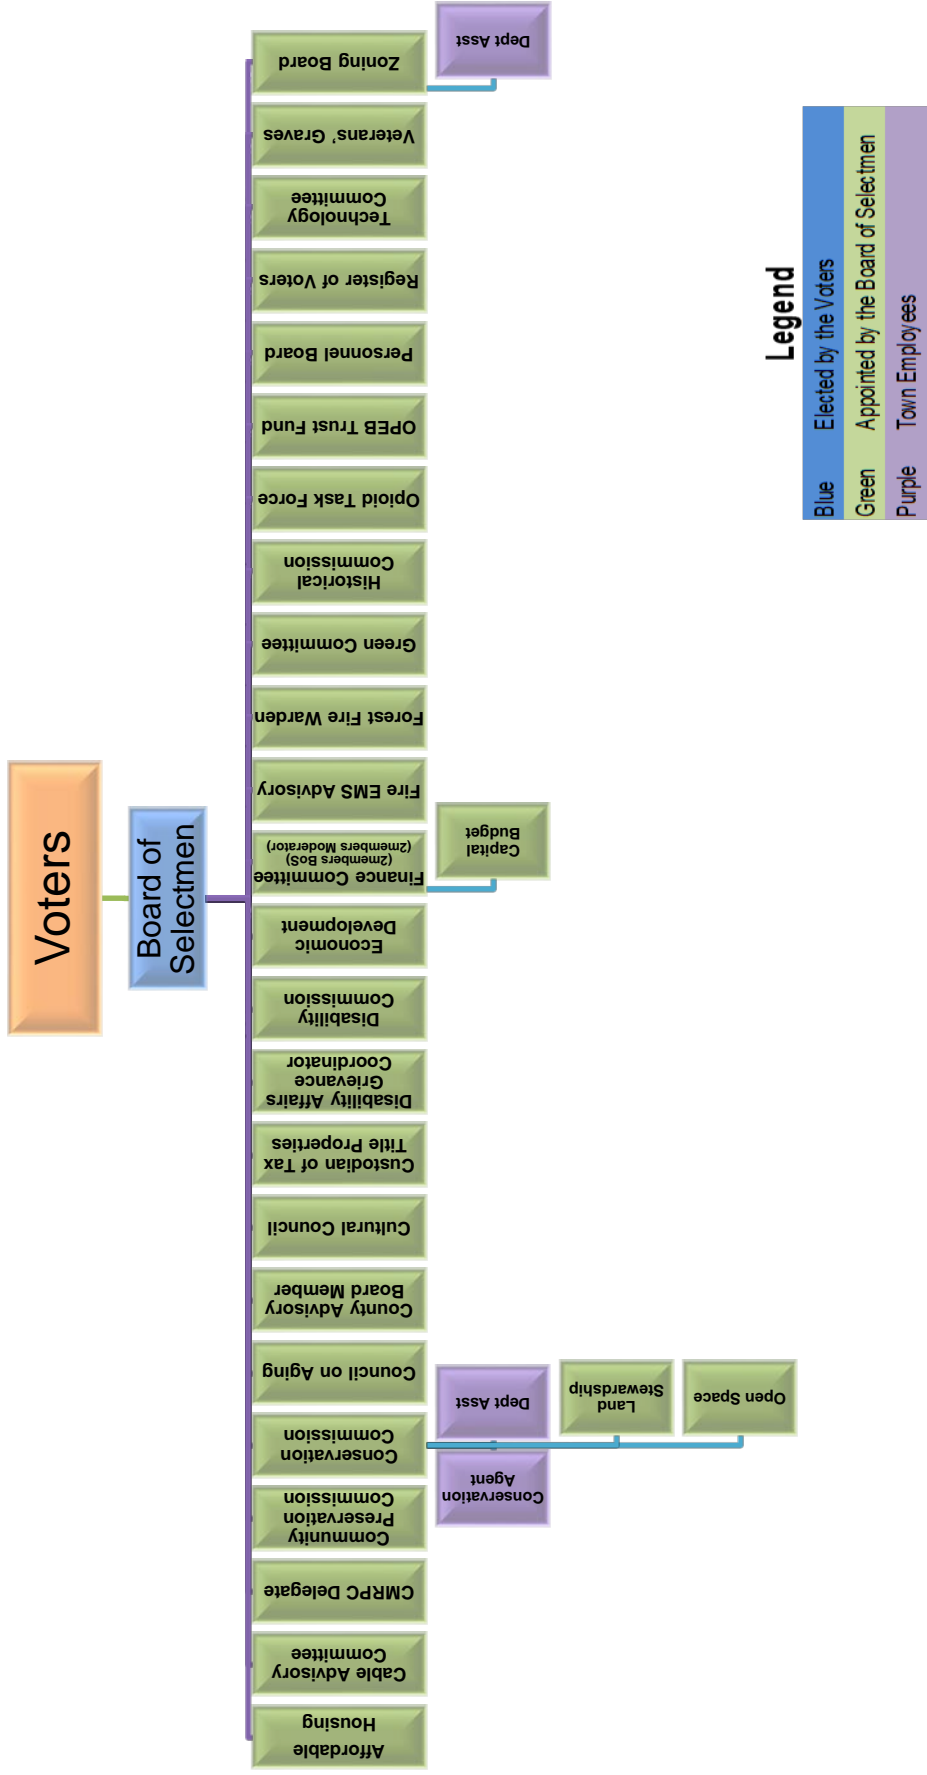 Voters
Board of
Selectmen
Affordable
Housing
Cable Advisory
Committee
CMRPC Delegate
Community
Preservation
Commission
Conservation
Commission
Conservation
Agent
Dept Asst
Land
Stewardship
Open Space
Council on Aging
County Advisory
Board Member
Cultural Council
Custodian of Tax
Title Properties
Disability Affairs
Grievance
Coordinator
Disability
Commission
Economic
Development
Finance Committee
(2members BoS)
(2members Moderator)
Capital
Budget
Fire EMS Advisory
Forest Fire Warden
Green Committee
Historical
Commission
Opioid Task Force
OPEB Trust Fund
Personnel Board
Register of Voters
Technology
Committee
Veterans’ Graves
Zoning Board
Dept Asst
Legend
Blue Elected by the Voters
Green Appointed by the Board of Selectmen
Purple Town Employees